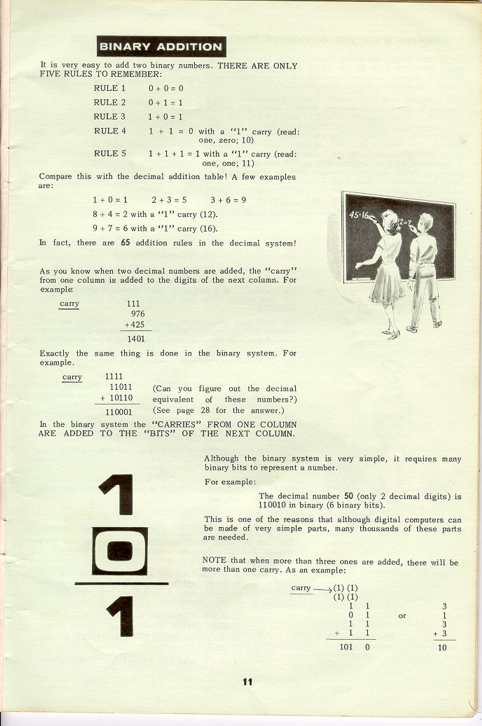 BINARY ADDITION
It is very easy to add two binary numbers. THERE ARE ONLY
FIVE RULES TO REMEMBER:
RULE 1 0 + 0 = 0
RULE 2 0 + 1 = 1
RULE 3 1 + 0 = 1
RULE 4 1 + 1 = 0 with a "1" carry (read:
one, zero; 10)
RULE 5 1 + 1 + 1 = 1 with a "1" carry (read:
one, one; 11)
Compare this with the decimal addition table! A few examples
are:
1 + 0 = 1 2 + 3 = 5 3 + 6 = 9
8 + 4 = 2 with a "1" carry (12).
9 + 7 = 6 with a "1" carry (16).
In fact, there are 65 addition rules in the decimal system!
As you know when two decimal numbers are added, the "carry"
from one column is added to the digits of the next column. For
example:
carry 111
976
+425
1401
Exactly the same thing is done in the binary system. For
example.
carry 1111
11011 (Can you figure out the decimal
+ 10110 equivalent of these numbers?)
110001 (See page 28 for the answer.)
In the binary system the "CARRIES" FROM ONE COLUMN
ARE ADDED TO THE "BITS" OF THE NEXT COLUMN.
Although the binary system is very simple, it requires many
binary bits to represent a number.
For example:
The decimal number 50 (only 2 decimal digits) is
110010 in binary (6 binary bits).
This is one of the reasons that although digital computers can
be made of very simple parts, many thousands of these parts
are needed.
1
0
1
NOTE that when more than three ones are added, there will be
more than one carry. As an example:
carry (1) (1)
(1) (1)
1 1 3
0 1 or 1
1 1 3
+ 1 1 + 3
101 0 10
11